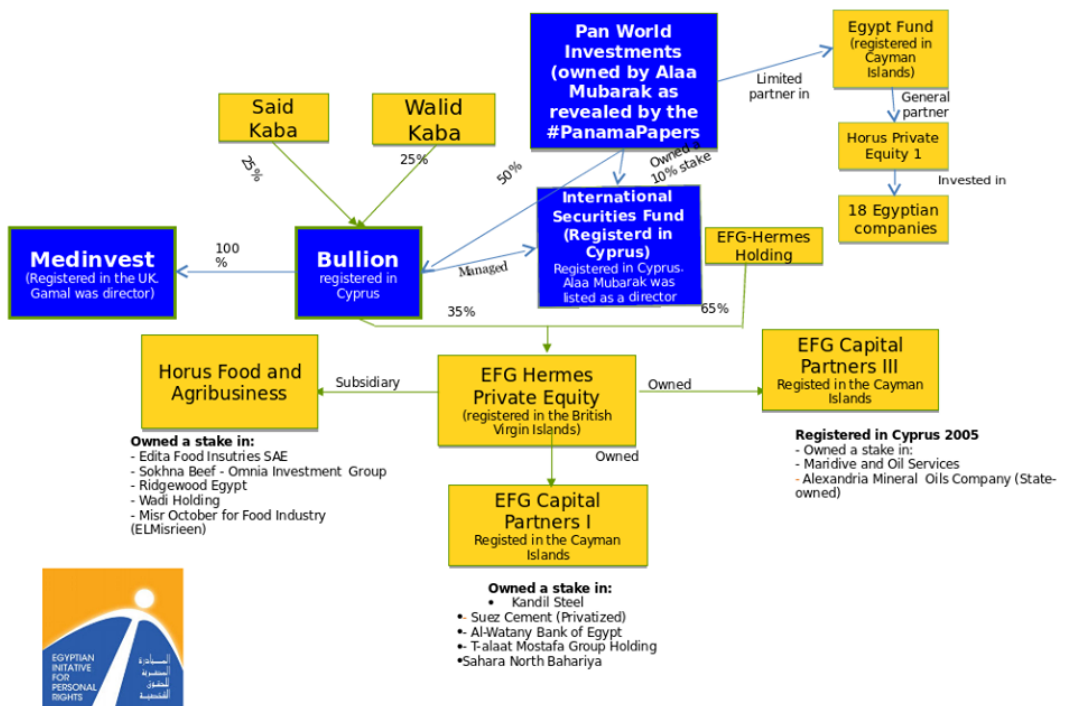 Pan World
Investments
(owned by Alaa
Mubarak as
revealed by the
#PanamaPapers
Egypt Fund
(registered in
Cayman
Islands)
Limited
partner in
General
partner
Said
Kaba
Walid
Kaba
Horus Private
Equity 1
25%
25%
50%
Owned a
10% stake
Invested in
18 Egyptian
companies
International
Securities Fund
(Registerd in
Cyprus)
Registered in Cyprus.
Alaa Mubarak was
listed as a director
EFG-Hermes
Holding
Medinvest
(Registered in the UK.
Gamal was director)
100
%
Bullion
registered in
Cyprus
Managed
35%
65%
Horus Food and
Agribusiness
Subsidiary
EFG Hermes
Private Equity
(registered in the British
Virgin Islands)
Owned
EFG Capital
Partners III
Registed in the Cayman
Islands
Owned a stake in:
- Edita Food Insutries SAE
- Sokhna Beef - Omnia Investment Group
- Ridgewood Egypt
- Wadi Holding
- Misr October for Food Industry
(ELMisrieen)
Registered in Cyprus 2005
- Owned a stake in:
- Maridive and Oil Services
- Alexandria Mineral Oils Company (State-
owned)
Owned
EFG Capital
Partners I
Registed in the Cayman
Islands
Owned a stake in:
• Kandil Steel
•- Suez Cement (Privatized)
•- Al-Watany Bank of Egypt
•- T-alaat Mostafa Group Holding
•Sahara North Bahariya
EGYPTIAN
INITATIVE
FOR
PERSONAL
RIGHTS
المبادرة
المصرية
للحقوق
الشخصية